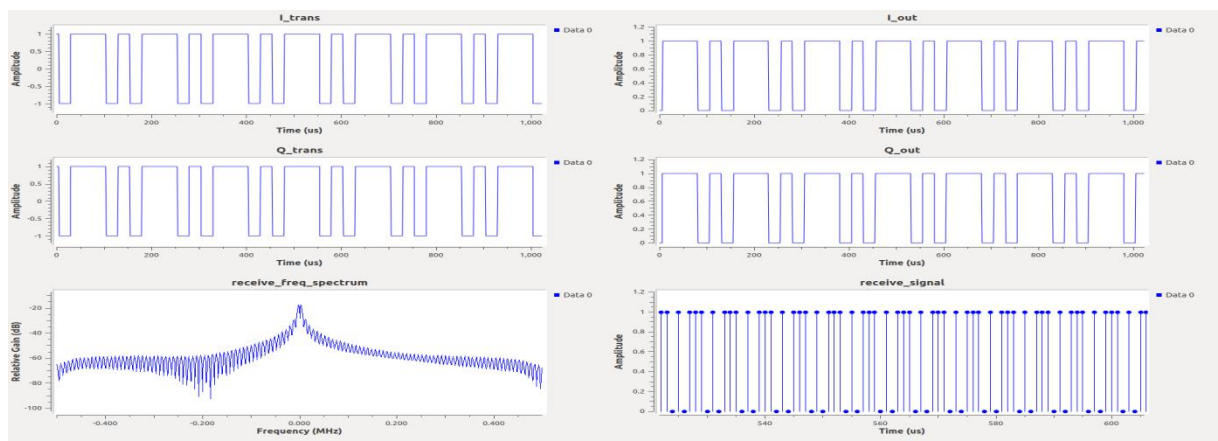 I_trans
Data 0
Amplitude
1
0.5
0
-0.5
-1
0
200
400
600
800
1,000
Time (us)
I_out
Data 0
Amplitude
1.2
1
0.8
0.6
0.4
0.2
0
0
200
400
600
800
1,000
Time (us)
Q_trans
Data 0
Amplitude
1
0.5
0
-0.5
-1
0
200
400
600
800
1,000
Time (us)
Q_out
Data 0
Amplitude
1.2
1
0.8
0.6
0.4
0.2
0
0
200
400
600
800
1,000
Time (us)
receive_freq_spectrum
Data 0
Relative Gain (dB)
-20
-40
-60
-80
-100
-0.400
-0.200
0.000
0.200
0.400
Frequency (MHz)
receive_signal
Data 0
Amplitude
1.2
1
0.8
0.6
0.4
0.2
0
540
560
580
600
Time (us)